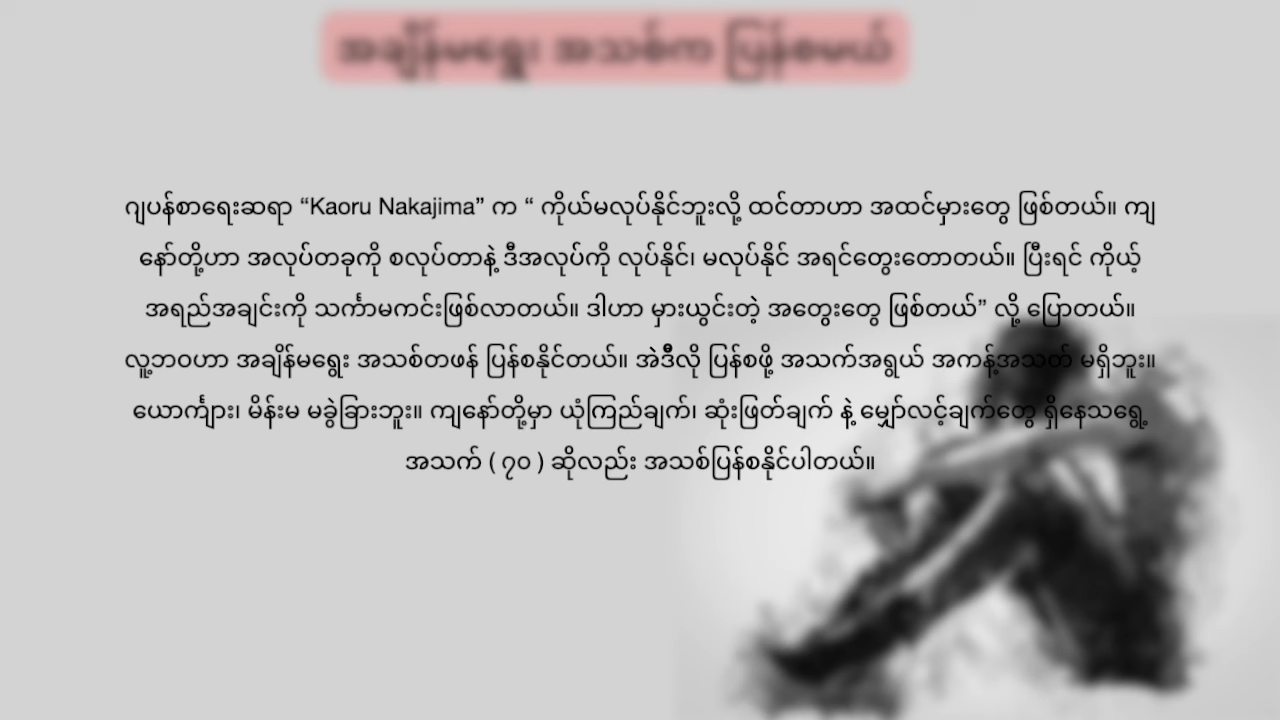 အချိန်မရွေး အသစ်က ပြန်စမယ်
ဂျပန်စာရေးဆရာ “Kaoru Nakajima” က “ ကိုယ်မလုပ်နိုင်ဘူးလို့ ထင်တာဟာ အထင်မှားတွေ ဖြစ်တယ်။ ကျ
နော်တို့ဟာ အလုပ်တခုကို စလုပ်တာနဲ့ ဒီအလုပ်ကို လုပ်နိုင်၊ မလုပ်နိုင် အရင်တွေးတောတယ်။ ပြီးရင် ကိုယ့်
အရည်အချင်းကို သင်္ကာမကင်းဖြစ်လာတယ်။ ဒါဟာ မှားယွင်းတဲ့ အတွေးတွေ ဖြစ်တယ်” လို့ ပြောတယ်။
လူ့ဘဝဟာ အချိန်မရွေး အသစ်တဖန် ပြန်စနိုင်တယ်။ အဲဒီလို ပြန်စဖို့ အသက်အရွယ် အကန့်အသတ် မရှိဘူး။
ယောင်္ကျား၊ မိန်းမ မခွဲခြားဘူး။ ကျနော်တို့မှာ ယုံကြည်ချက်၊ ဆုံးဖြတ်ချက် နဲ့ မျှော်လင့်ချက်တွေ ရှိနေသရွေ့
အသက် ( ၇၀ ) ဆိုလည်း အသစ်ပြန်စနိုင်ပါတယ်။